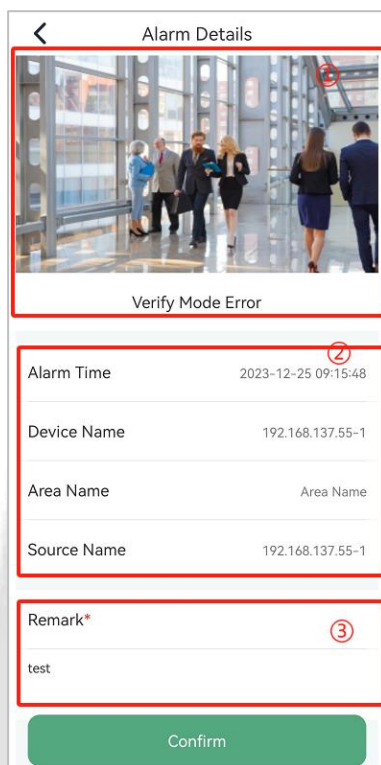 Alarm Details
①
Verify Mode Error
②
Alarm Time 2023-12-25 09:15:48
Device Name 192.168.137.55-1
Area Name Area Name
Source Name 192.168.137.55-1
Remark*
③
test
Confirm